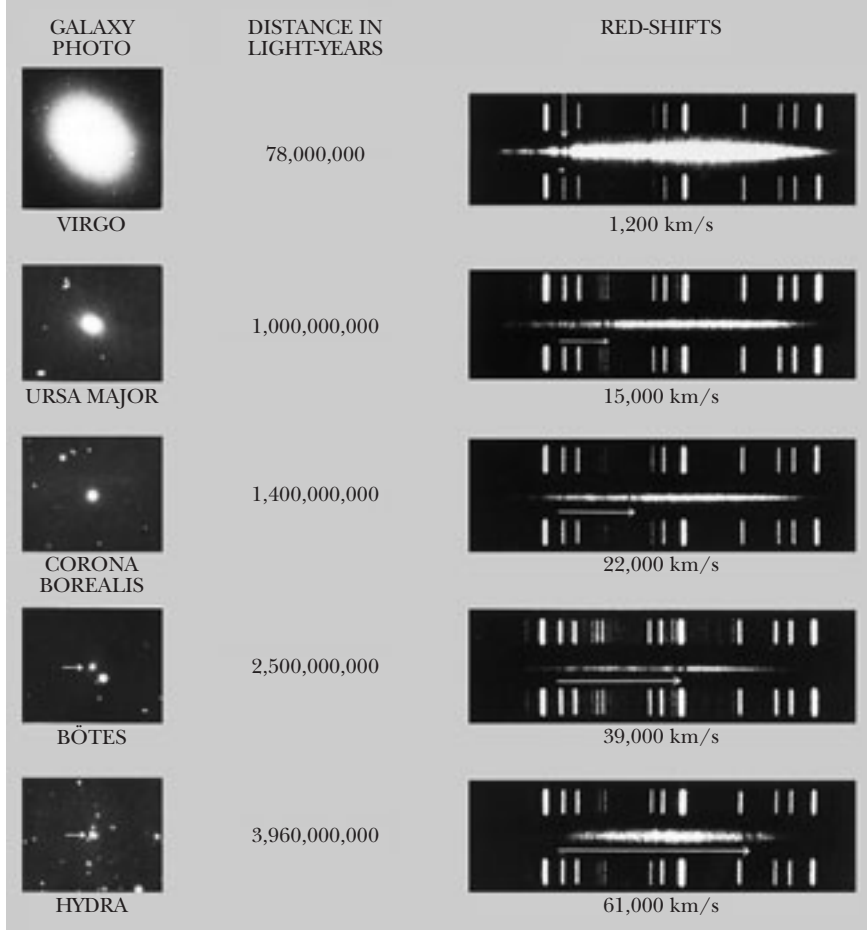 GALAXY
PHOTO
DISTANCE IN
LIGHT-YEARS
RED-SHIFTS
78,000,000
VIRGO
1,200 km/s
1,000,000,000
URSA MAJOR
15,000 km/s
1,400,000,000
CORONA
BOREALIS
22,000 km/s
2,500,000,000
BÖTES
39,000 km/s
3,960,000,000
HYDRA
61,000 km/s